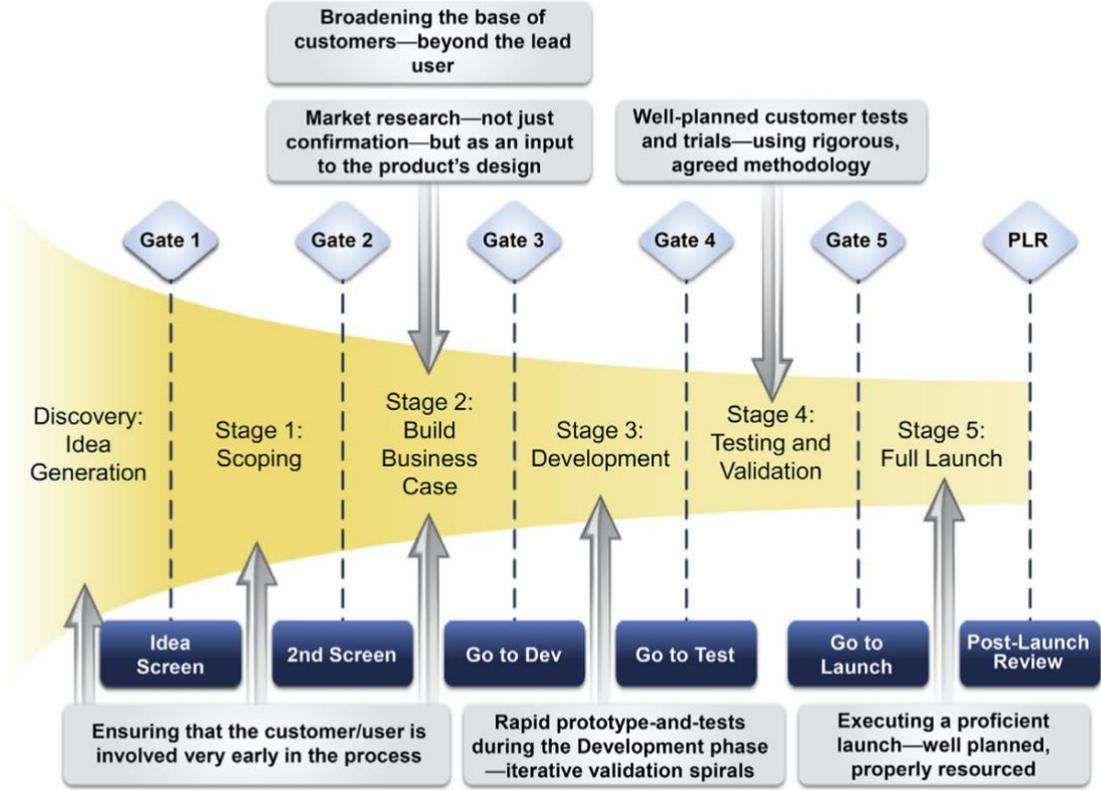 Broadening the base of
customers—beyond the lead
user
Market research—not just
confirmation—but as an input
to the product's design
Well-planned customer tests
and trials—using rigorous,
agreed methodology
Gate 1
Gate 2
Gate 3
Gate 4
Gate 5
PLR
Discovery:
Idea
Generation
Stage 1:
Scoping
Stage 2:
Build
Business
Case
Stage 3:
Development
Stage 4:
Testing and
Validation
Stage 5:
Full Launch
Idea
Screen
2nd Screen
Go to Dev
Go to Test
Go to
Launch
Post-Launch
Review
Ensuring that the customer/user is
involved very early in the process
Rapid prototype-and-tests
during the Development phase
—iterative validation spirals
Executing a proficient
launch—well planned,
properly resourced